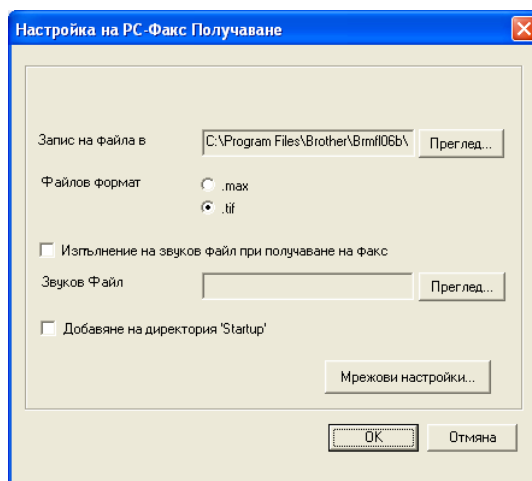 Настройка на PC-Факс Получаване
Запис на файла в C:\Program Files\Brother\Brmfl06b\ Преглед...
Файлов формат .max
.tif
Изпълнение на звуков файл при получаване на факс
Звуков Файл Преглед...
Добавяне на директория 'Startup'
Мрежови настройки...
OK Отмяна